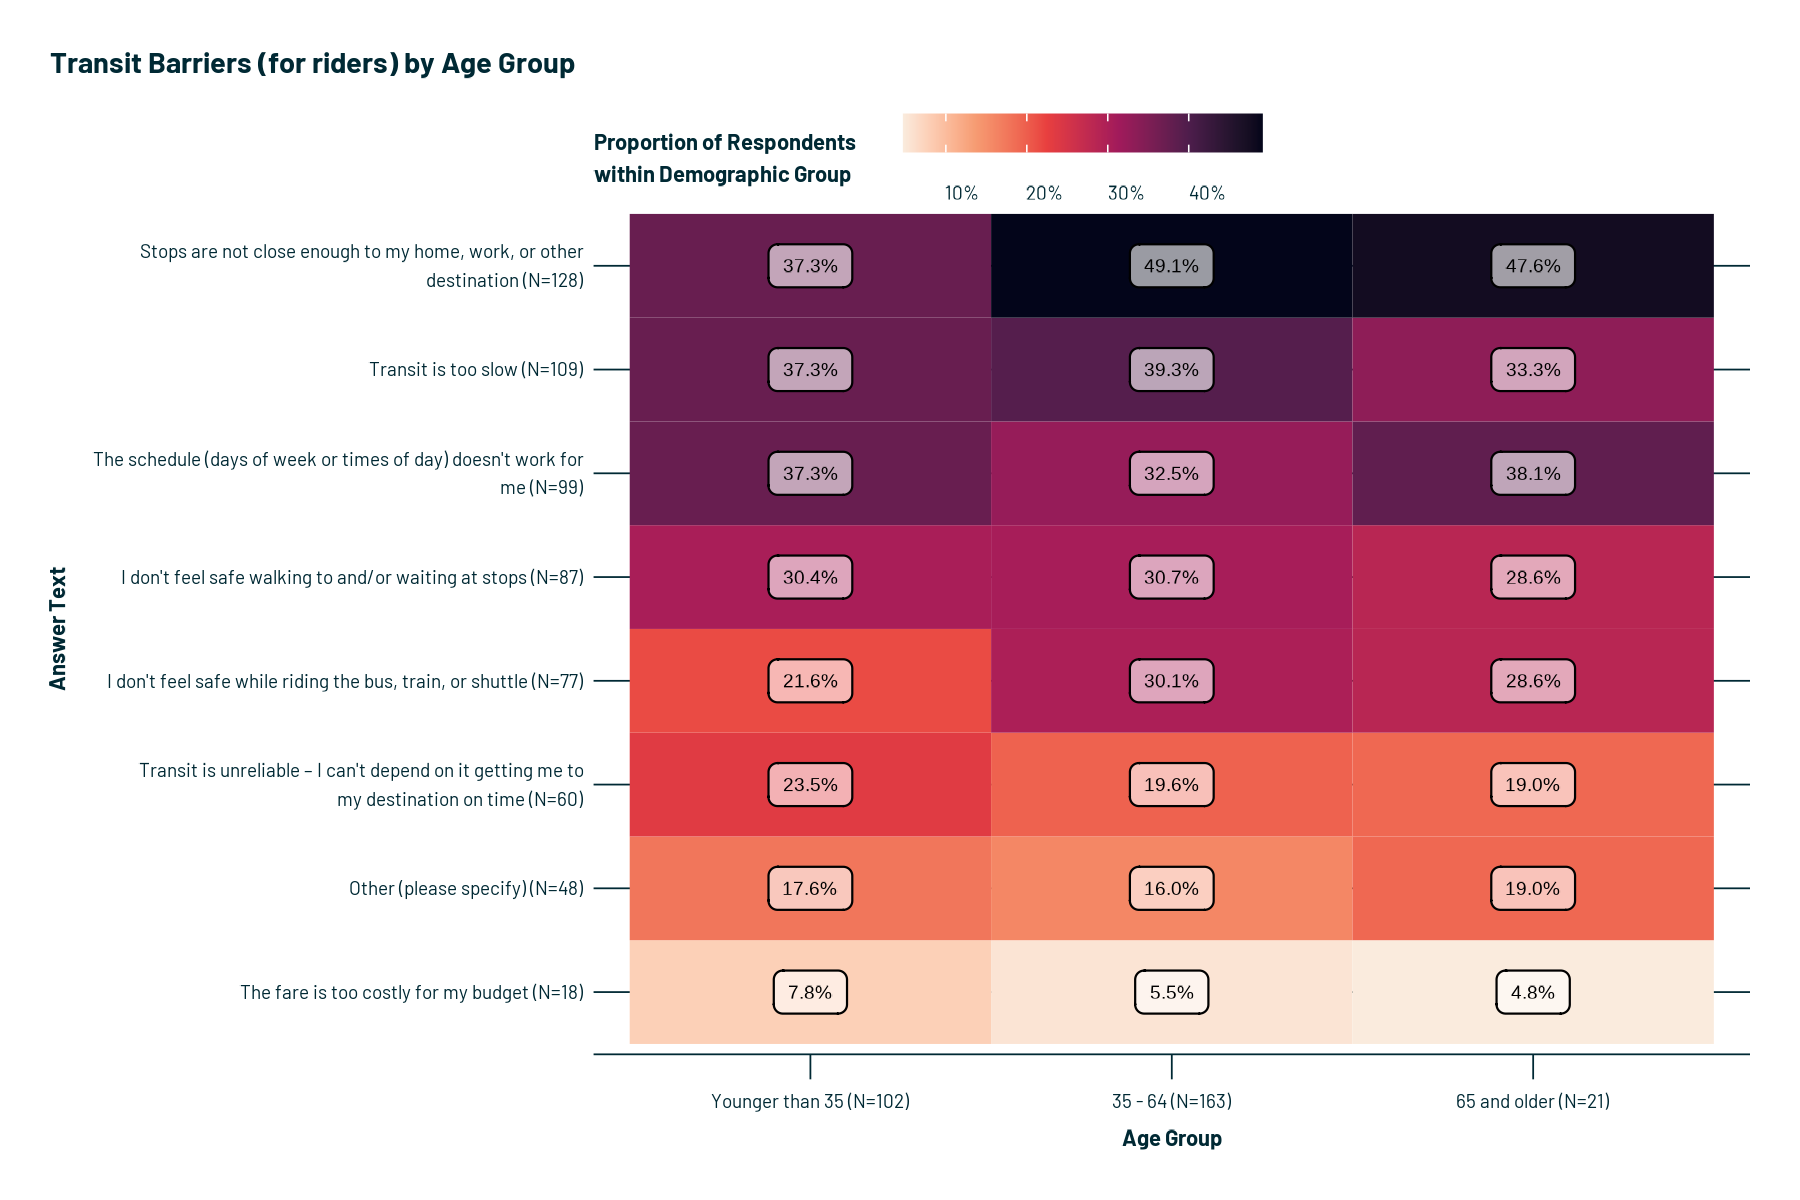 Transit Barriers (for riders) by Age Group
Proportion of Respondents
within Demographic Group
10% 20% 30% 40%
Answer Text
Stops are not close enough to my home, work, or other
destination (N=128)
37.3% 49.1% 47.6%
Transit is too slow (N=109)
37.3% 39.3% 33.3%
The schedule (days of week or times of day) doesn't work for
me (N=99)
37.3% 32.5% 38.1%
I don't feel safe walking to and/or waiting at stops (N=87)
30.4% 30.7% 28.6%
I don't feel safe while riding the bus, train, or shuttle (N=77)
21.6% 30.1% 28.6%
Transit is unreliable – I can't depend on it getting me to
my destination on time (N=60)
23.5% 19.6% 19.0%
Other (please specify) (N=48)
17.6% 16.0% 19.0%
The fare is too costly for my budget (N=18)
7.8% 5.5% 4.8%
Younger than 35 (N=102) 35 - 64 (N=163) 65 and older (N=21)
Age Group